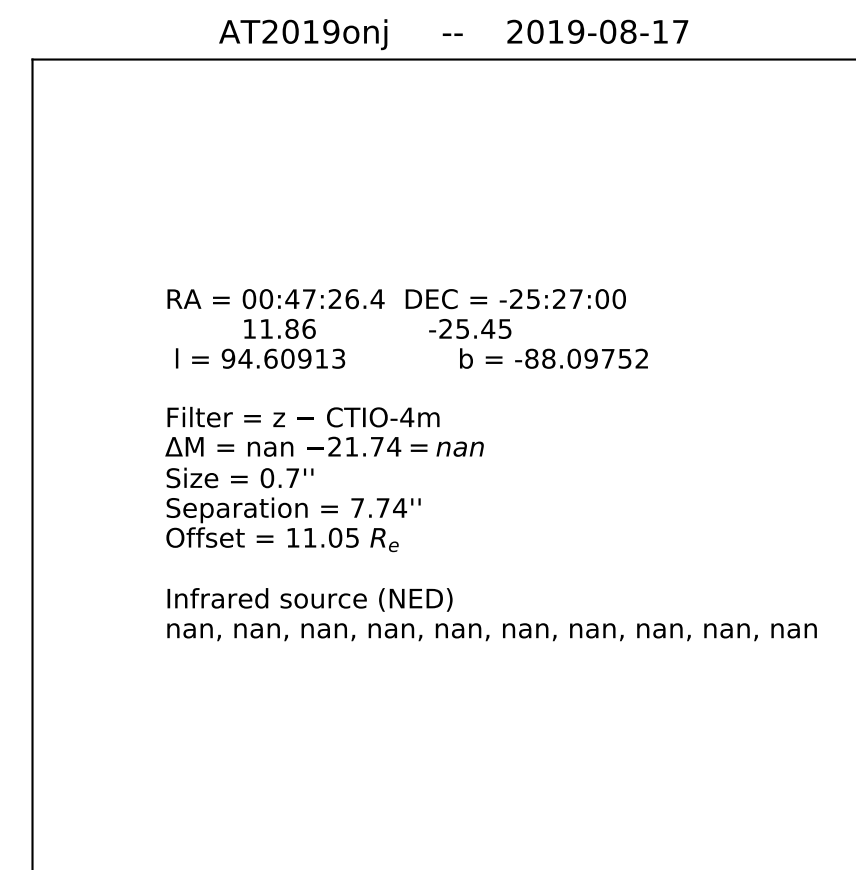 AT2019onj -- 2019-08-17
RA = 00:47:26.4 DEC = -25:27:00
11.86 -25.45
l = 94.60913 b = -88.09752
Filter = z − CTIO-4m
ΔM = nan −21.74 = nan
Size = 0.7''
Separation = 7.74''
Offset = 11.05 Rₑ
Infrared source (NED)
nan, nan, nan, nan, nan, nan, nan, nan, nan, nan